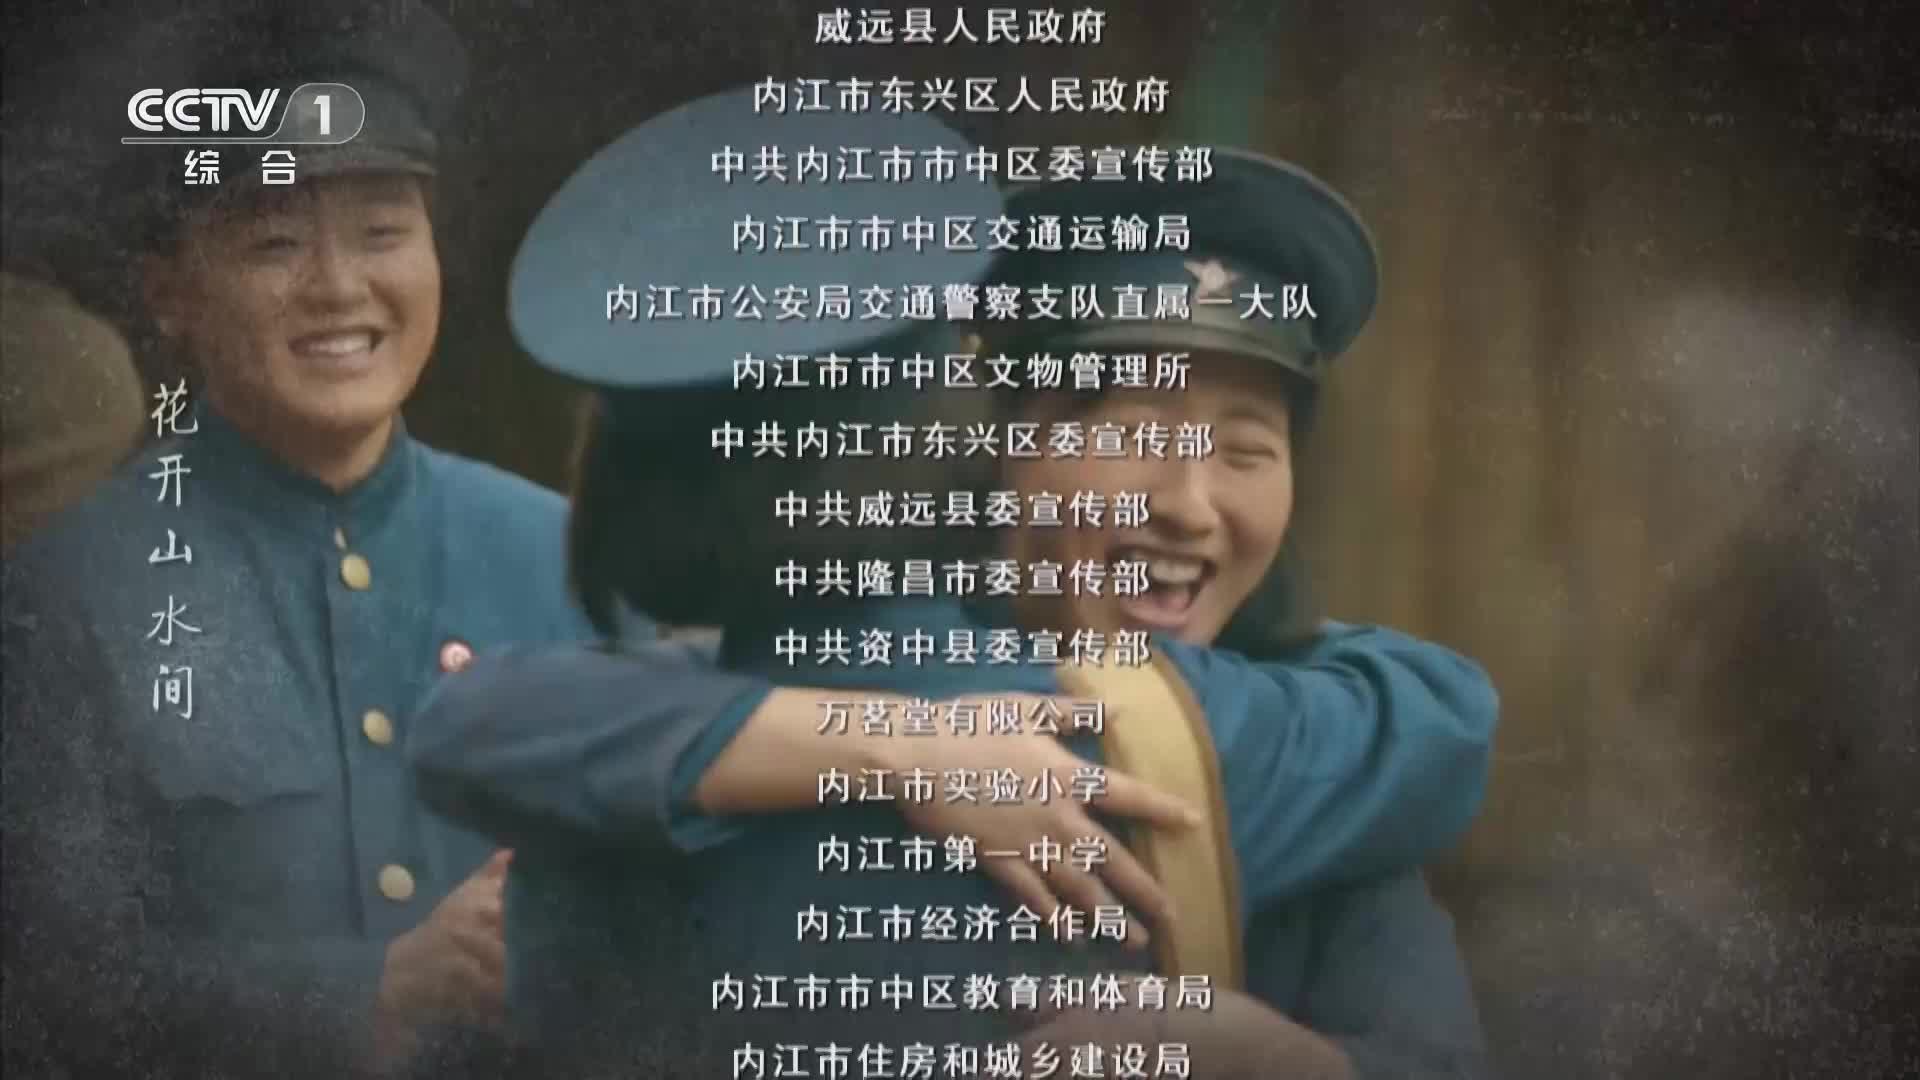 CCTV 1
综合
花开山水间
威远县人民政府
内江市东兴区人民政府
中共内江市市中区委宣传部
内江市市中区交通运输局
内江市公安局交通警察支队直属一大队
内江市市中区文物管理所
中共内江市东兴区委宣传部
中共威远县委宣传部
中共隆昌市委宣传部
中共资中县委宣传部
万茗堂有限公司
内江市实验小学
内江市第一中学
内江市经济合作局
内江市市中区教育和体育局
内江市住房和城乡建设局